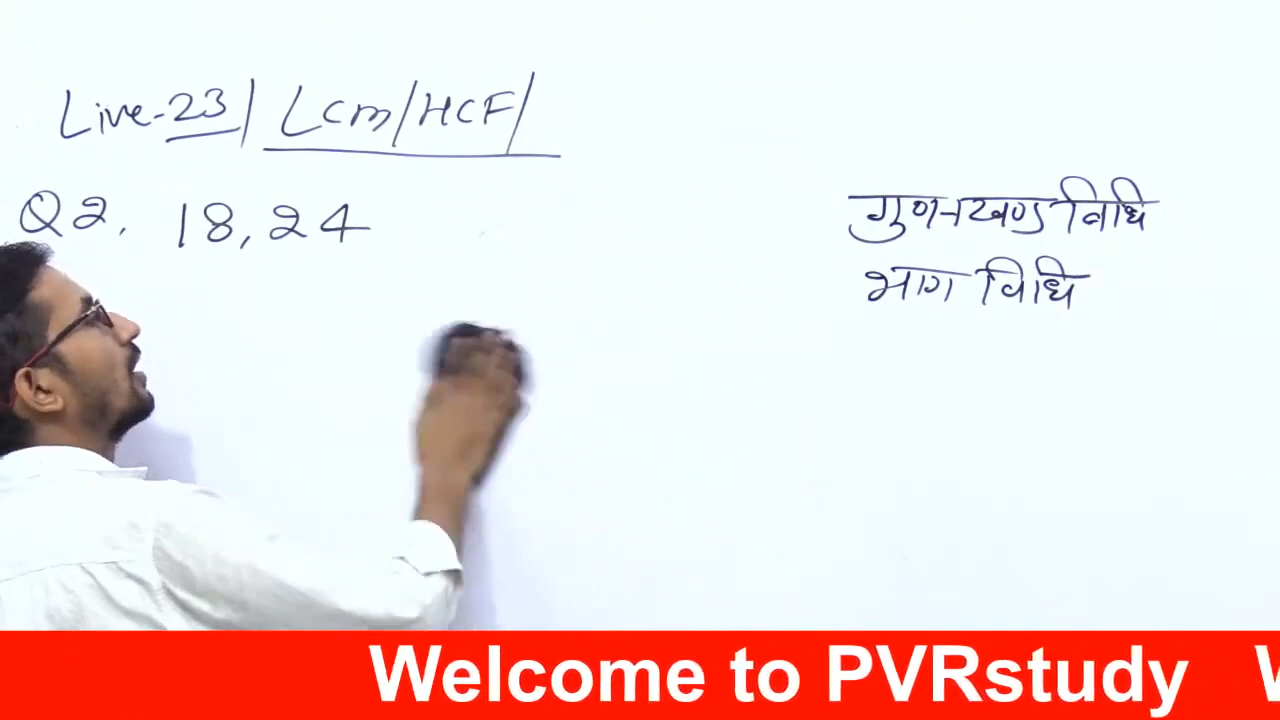 Live-23/ LCM/HCF/
Q2. 18,24
गुणनखण्ड विधि
भाग विधि
Welcome to PVRstudy